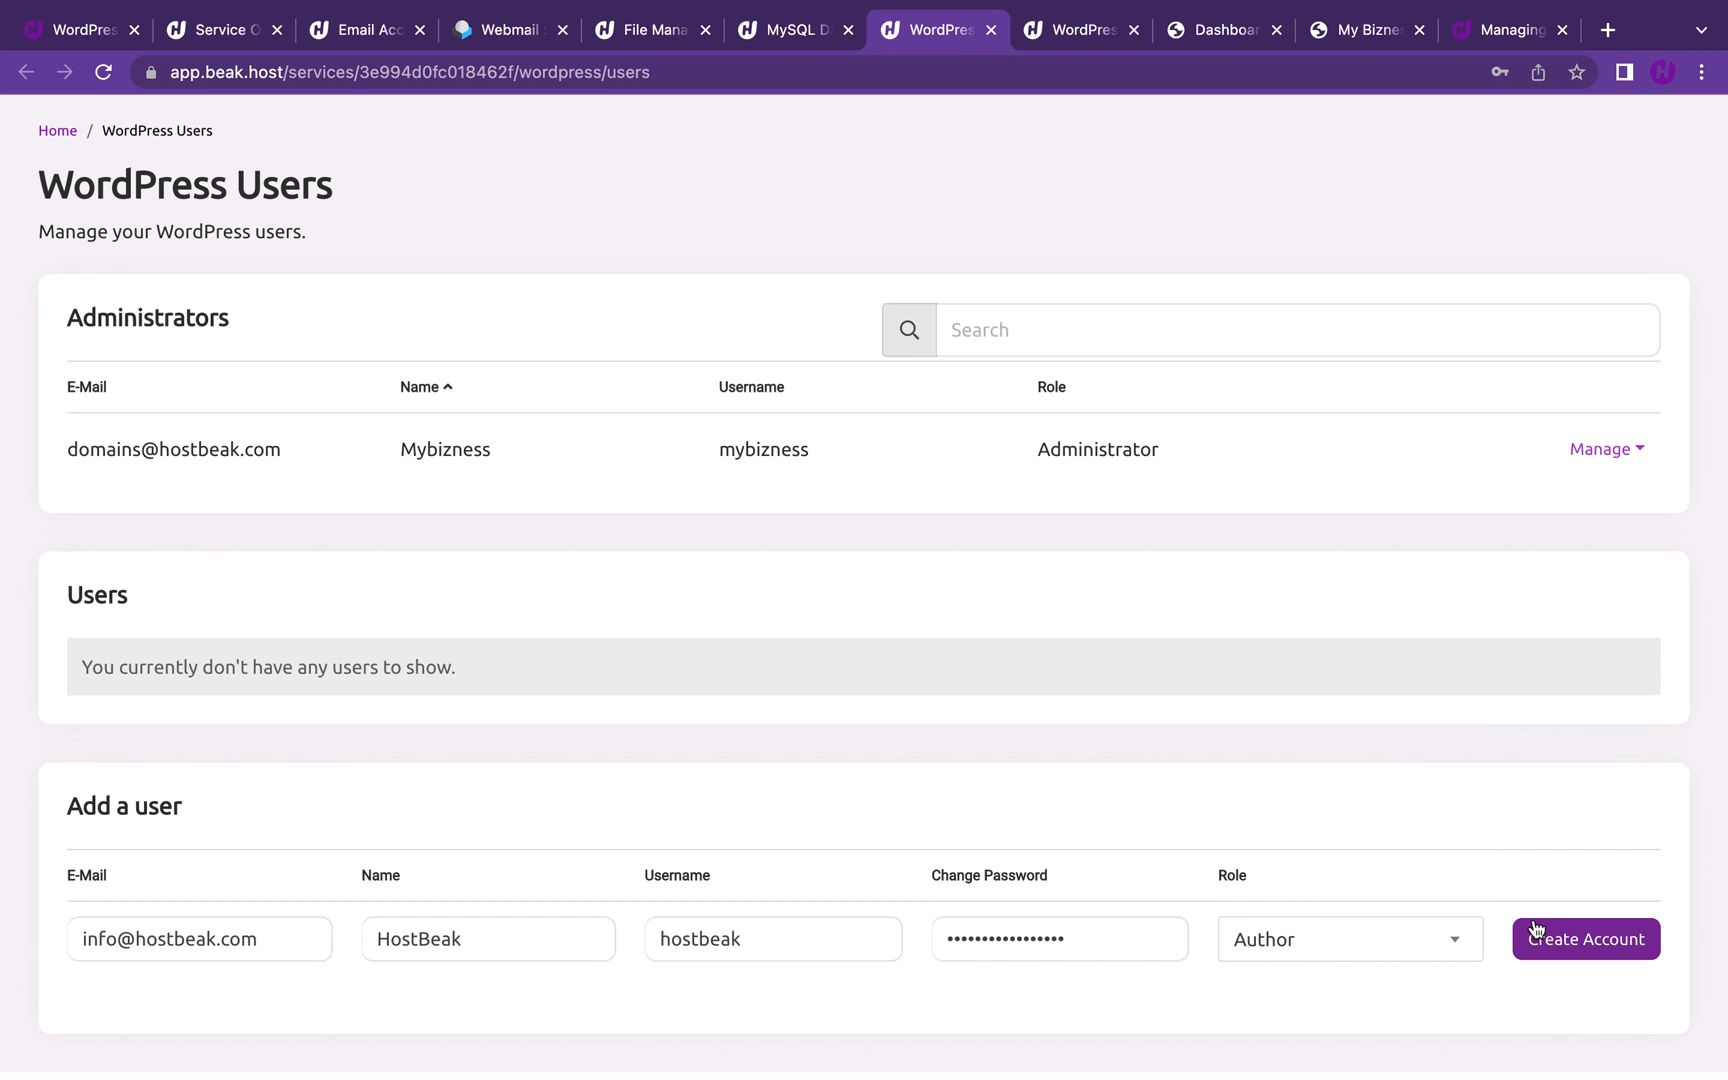 WordPres
Service O
Email Acc
Webmail
File Mana
MySQL D
WordPres
WordPres
Dashboar
My Bizne
Managing
app.beak.host/services/3e994d0fc018462f/wordpress/users
Home / WordPress Users
WordPress Users
Manage your WordPress users.
Administrators
Search
E-Mail Name Username Role
domains@hostbeak.com Mybizness mybizness Administrator Manage
Users
You currently don't have any users to show.
Add a user
E-Mail Name Username Change Password Role
info@hostbeak.com HostBeak hostbeak ••••••••••••••••• Author Create Account